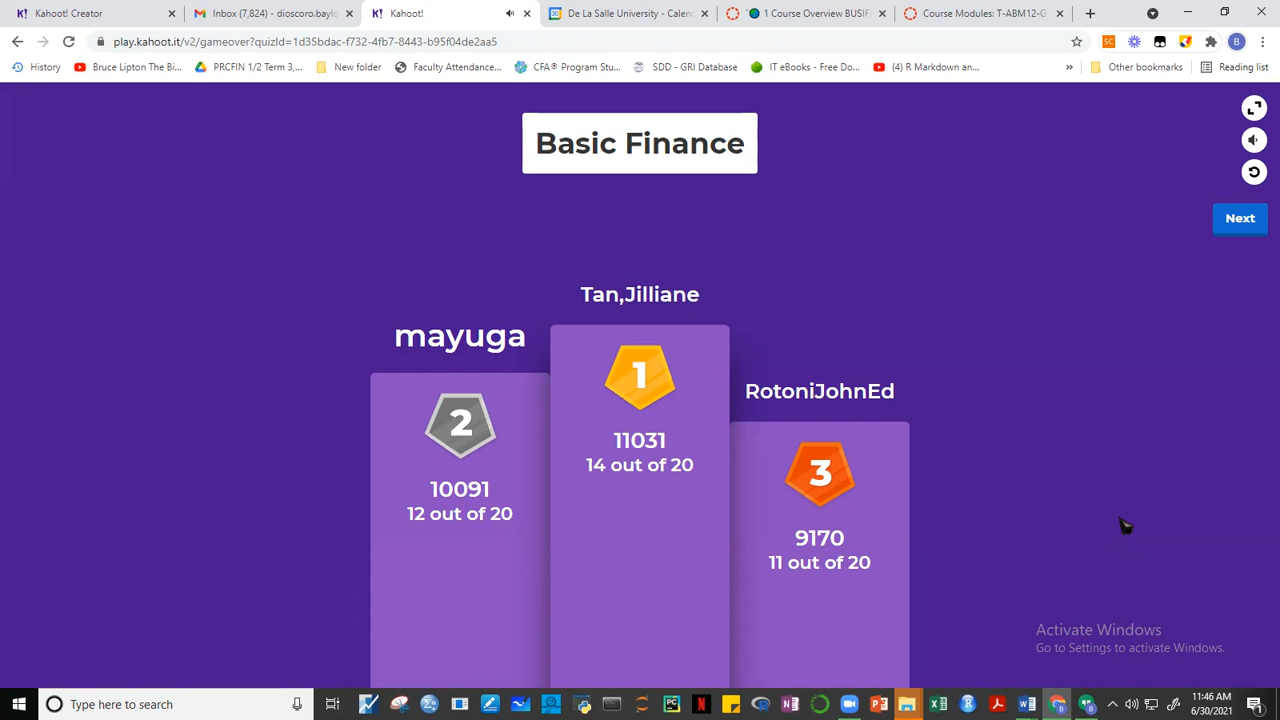 Kahoot! Creator
Inbox (7,824) - dioscoro.baylo
Kahoot!
De La Salle University - Calend
1 Course Overview BUSIF
Course Modules: T-ABM12-G
play.kahoot.it/v2/gameover?quizId=1d35bdac-f732-4fb7-8443-b95f04de2aa5
SC
B
History
Bruce Lipton The Bi...
PRCFIN 1/2 Term 3,...
New folder
Faculty Attendance...
CFA® Program Stu...
SDD - GRI Database
IT eBooks - Free Do...
(4) R Markdown an...
»
Other bookmarks
Reading list
Basic Finance
Next
Tan,Jilliane
mayuga
1
RotoniJohnEd
2
11031
14 out of 20
3
10091
12 out of 20
9170
11 out of 20
Activate Windows
Go to Settings to activate Windows.
Type here to search
11:46 AM
6/30/2021